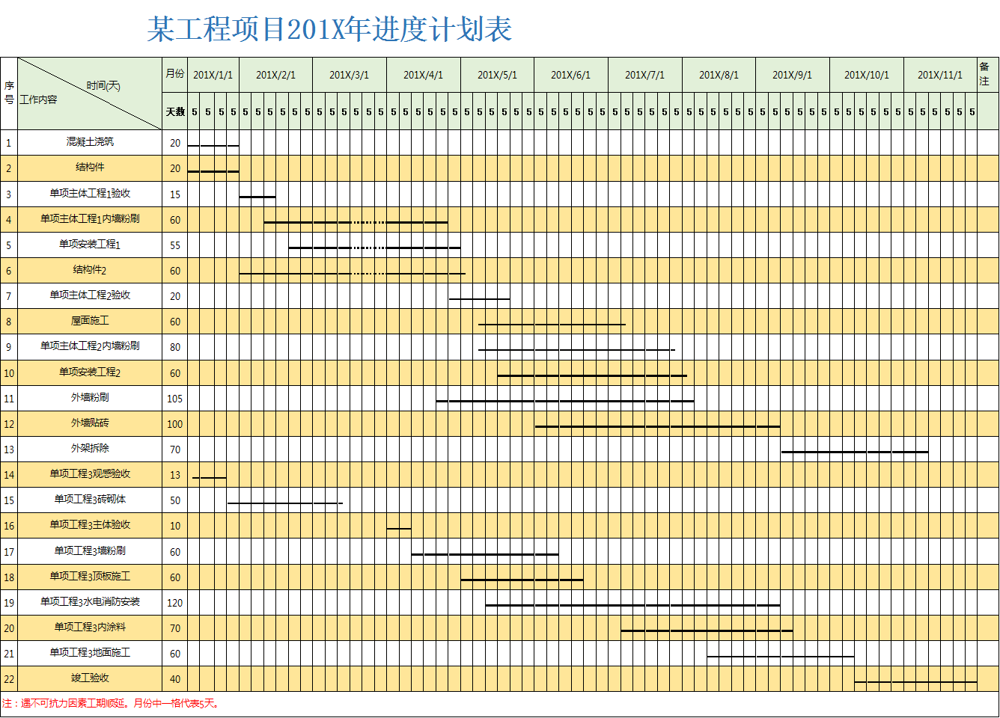 某工程项目201X年进度计划表
序号 时间(天) 工作内容 月份 201X/1/1 201X/2/1 201X/3/1 201X/4/1 201X/5/1 201X/6/1 201X/7/1 201X/8/1 201X/9/1 201X/10/1 201X/11/1 备注
天数 5 5 5 5 5 5 5 5 5 5 5 5 5 5 5 5 5 5 5 5 5 5 5 5 5 5 5 5 5 5 5 5 5 5 5 5 5 5 5 5 5 5 5 5 5 5 5 5 5 5 5 5 5 5 5 5 5 5 5 5 5 5 5 5
1 混凝土浇筑 20
2 结构件 20
3 单项主体工程1验收 15
4 单项主体工程1内墙粉刷 60
5 单项安装工程1 55
6 结构件2 60
7 单项主体工程2验收 20
8 屋面施工 60
9 单项主体工程2内墙粉刷 80
10 单项安装工程2 60
11 外墙粉刷 105
12 外墙贴砖 100
13 外架拆除 70
14 单项工程3观感验收 13
15 单项工程3砖砌体 50
16 单项工程3主体验收 10
17 单项工程3墙粉刷 60
18 单项工程3顶板施工 60
19 单项工程3水电消防安装 120
20 单项工程3内涂料 70
21 单项工程3地面施工 60
22 竣工验收 40
注：遇不可抗力因素工期顺延。月份中一格代表5天。